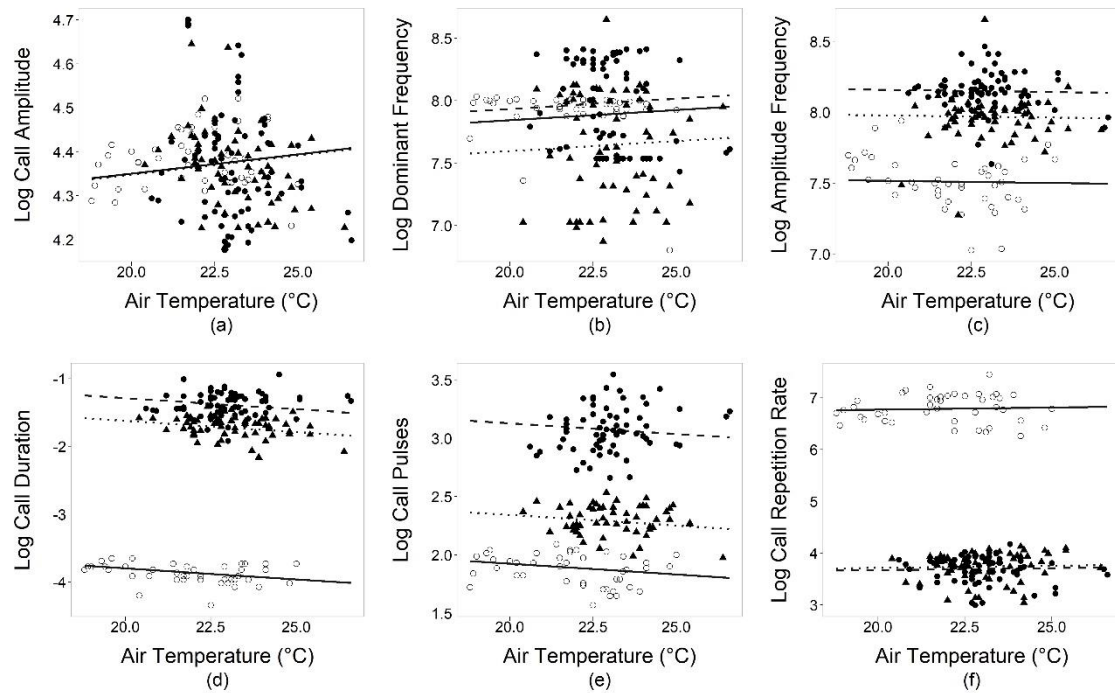 Log Call Amplitude
4.7
4.6
4.5
4.4
4.3
4.2
20.0 22.5 25.0
Air Temperature (°C)
(a)
Log Dominant Frequency
8.5
8.0
7.5
7.0
20.0 22.5 25.0
Air Temperature (°C)
(b)
Log Amplitude Frequency
8.5
8.0
7.5
7.0
20.0 22.5 25.0
Air Temperature (°C)
(c)
Log Call Duration
-1
-2
-3
-4
20.0 22.5 25.0
Air Temperature (°C)
(d)
Log Call Pulses
3.5
3.0
2.5
2.0
1.5
20.0 22.5 25.0
Air Temperature (°C)
(e)
Log Call Repetition Rate
7
6
5
4
3
20.0 22.5 25.0
Air Temperature (°C)
(f)